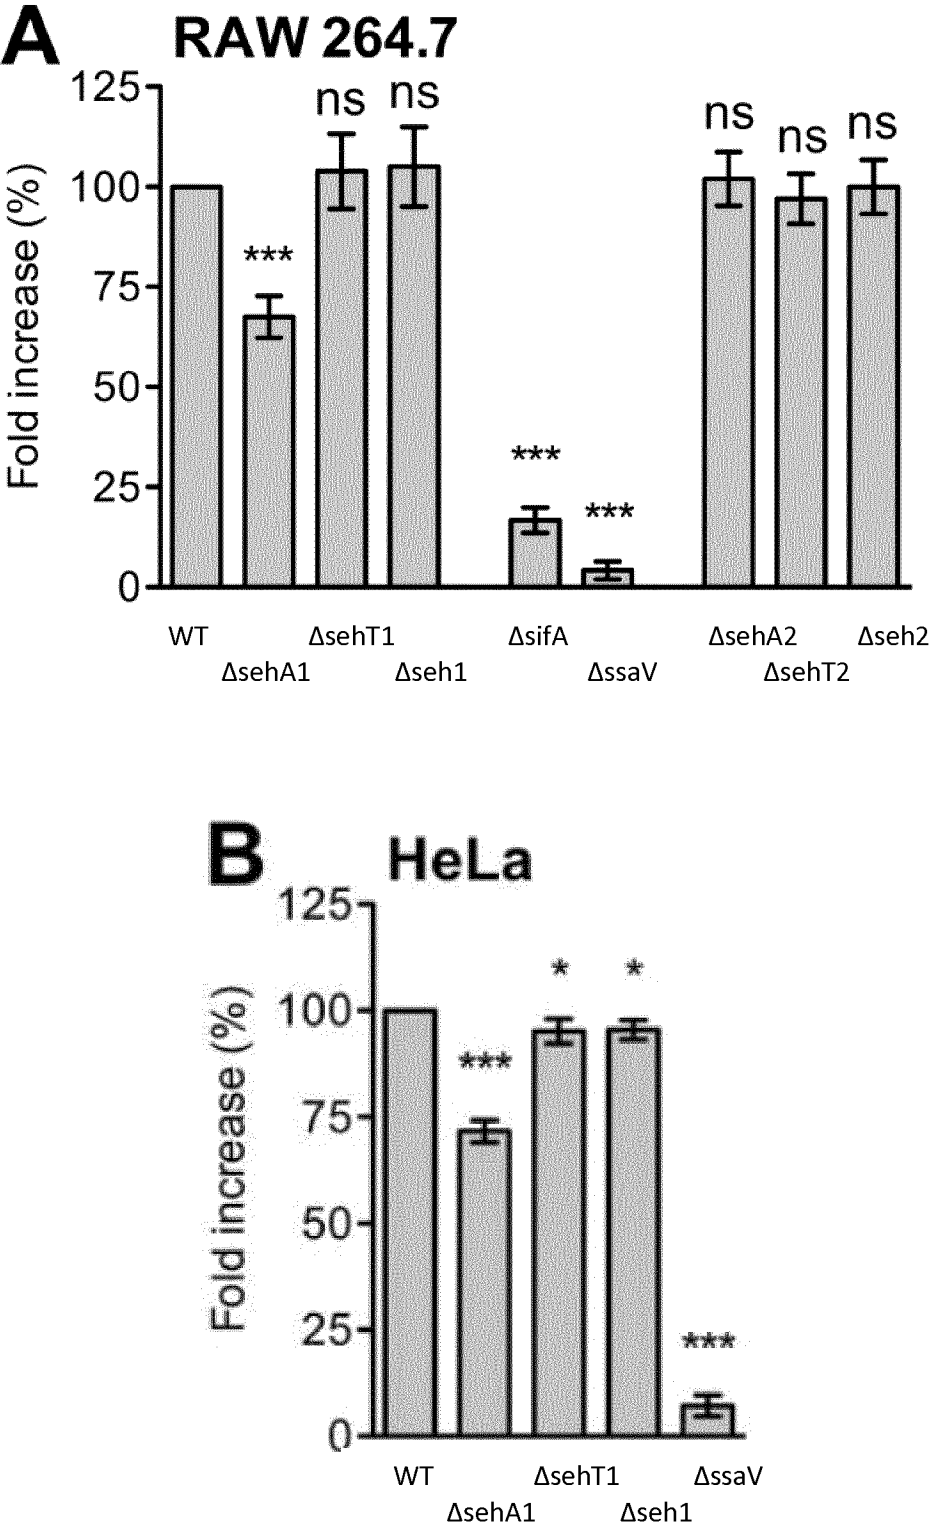 A RAW 264.7
125
100
75
50
25
0
Fold increase (%)
***
ns
ns
***
***
ns
ns
ns
WT
ΔsehA1
ΔsehT1
Δseh1
ΔsifA
ΔssaV
ΔsehA2
ΔsehT2
Δseh2
B HeLa
125
100
75
50
25
0
Fold increase (%)
***
*
*
***
WT
ΔsehA1
ΔsehT1
Δseh1
ΔssaV